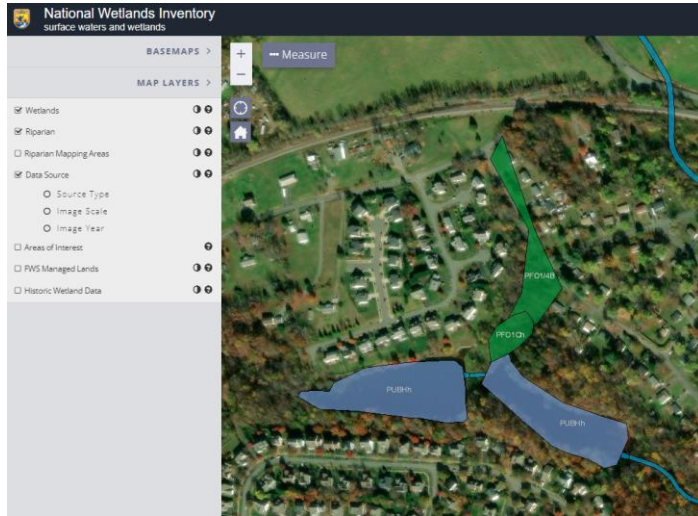 National Wetlands Inventory
surface waters and wetlands
BASEMAPS >
MAP LAYERS >
Wetlands
Riparian
Riparian Mapping Areas
Data Source
Source Type
Image Scale
Image Year
Areas of Interest
FWS Managed Lands
Historic Wetland Data
+
−
Measure
PFO1/4B
PFO1Ch
PUBHh
PUBHh